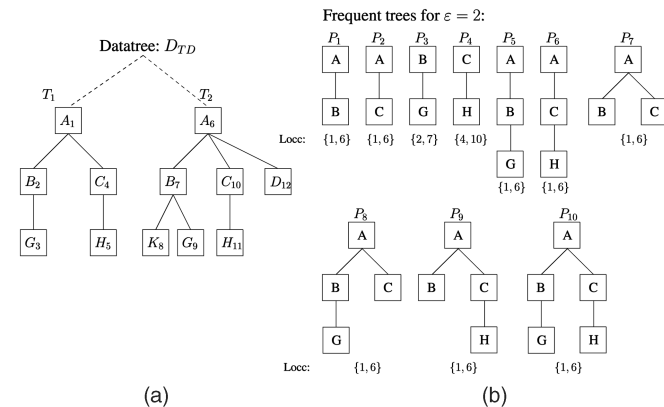 Datatree: D_TD
T_1 T_2
A_1 A_6
B_2 C_4 B_7 C_10 D_12
G_3 H_5 K_8 G_9 H_11
(a)
Frequent trees for ε = 2:
P_1 P_2 P_3 P_4 P_5 P_6 P_7
A A B C A A A
B C G H B C B C
Locc: {1, 6} {1, 6} {2, 7} {4, 10} {1, 6}
G H
{1, 6} {1, 6}
P_8 P_9 P_10
A A A
B C B C B C
G H G H
Locc: {1, 6} {1, 6} {1, 6}
(b)